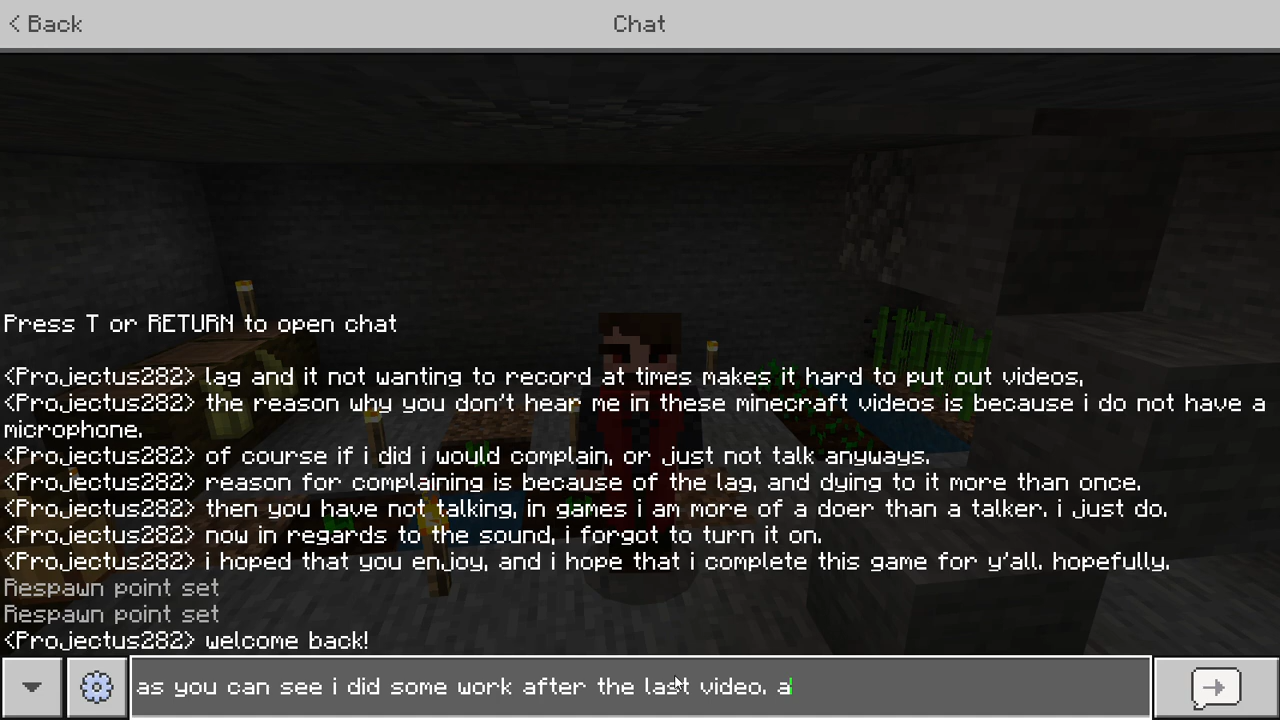 < Back
Chat
Press T or RETURN to open chat
<Projectus282> lag and it not wanting to record at times makes it hard to put out videos,
<Projectus282> the reason why you don't hear me in these minecraft videos is because i do not have a
microphone.
<Projectus282> of course if i did i would complain, or just not talk anyways.
<Projectus282> reason for complaining is because of the lag, and dying to it more than once.
<Projectus282> then you have not talking, in games i am more of a doer than a talker. i just do.
<Projectus282> now in regards to the sound, i forgot to turn it on.
<Projectus282> i hoped that you enjoy, and i hope that i complete this game for y'all. hopefully.
Respawn point set
Respawn point set
<Projectus282> welcome back!
as you can see i did some work after the last video. a